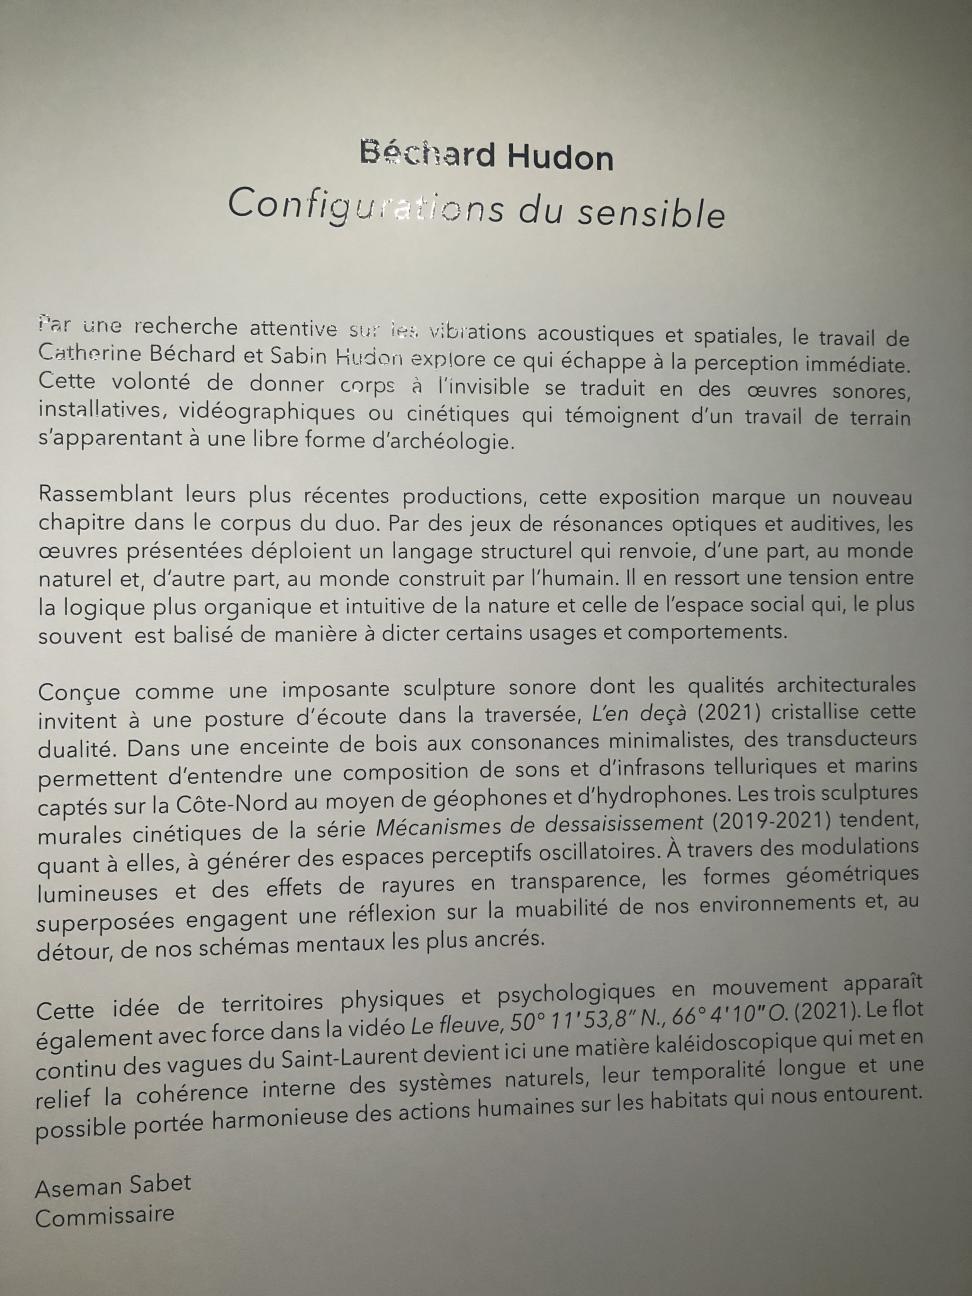 Béchard Hudon
Configurations du sensible
Par une recherche attentive sur les vibrations acoustiques et spatiales, le travail de
Catherine Béchard et Sabin Hudon explore ce qui échappe à la perception immédiate.
Cette volonté de donner corps à l'invisible se traduit en des œuvres sonores,
installatives, vidéographiques ou cinétiques qui témoignent d'un travail de terrain
s'apparentant à une libre forme d'archéologie.
Rassemblant leurs plus récentes productions, cette exposition marque un nouveau
chapitre dans le corpus du duo. Par des jeux de résonances optiques et auditives, les
œuvres présentées déploient un langage structurel qui renvoie, d'une part, au monde
naturel et, d'autre part, au monde construit par l'humain. Il en ressort une tension entre
la logique plus organique et intuitive de la nature et celle de l'espace social qui, le plus
souvent est balisé de manière à dicter certains usages et comportements.
Conçue comme une imposante sculpture sonore dont les qualités architecturales
invitent à une posture d'écoute dans la traversée, L'en deçà (2021) cristallise cette
dualité. Dans une enceinte de bois aux consonances minimalistes, des transducteurs
permettent d'entendre une composition de sons et d'infrasons telluriques et marins
captés sur la Côte-Nord au moyen de géophones et d'hydrophones. Les trois sculptures
murales cinétiques de la série Mécanismes de dessaisissement (2019-2021) tendent,
quant à elles, à générer des espaces perceptifs oscillatoires. À travers des modulations
lumineuses et des effets de rayures en transparence, les formes géométriques
superposées engagent une réflexion sur la muabilité de nos environnements et, au
détour, de nos schémas mentaux les plus ancrés.
Cette idée de territoires physiques et psychologiques en mouvement apparaît
également avec force dans la vidéo Le fleuve, 50° 11' 53,8" N., 66° 4' 10" O. (2021). Le flot
continu des vagues du Saint-Laurent devient ici une matière kaléidoscopique qui met en
relief la cohérence interne des systèmes naturels, leur temporalité longue et une
possible portée harmonieuse des actions humaines sur les habitats qui nous entourent.
Aseman Sabet
Commissaire